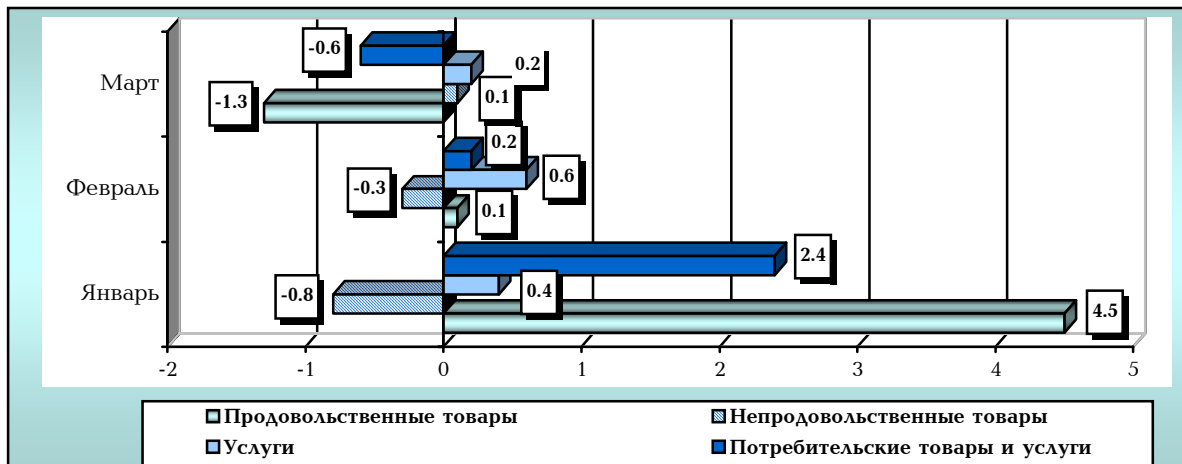 -0.6
0.2
Март
-1.3
0.1
0.2
Февраль
-0.3
0.6
0.1
2.4
Январь
-0.8
0.4
4.5
-2 -1 0 1 2 3 4 5
Продовольственные товары Непродовольственные товары
Услуги Потребительские товары и услуги